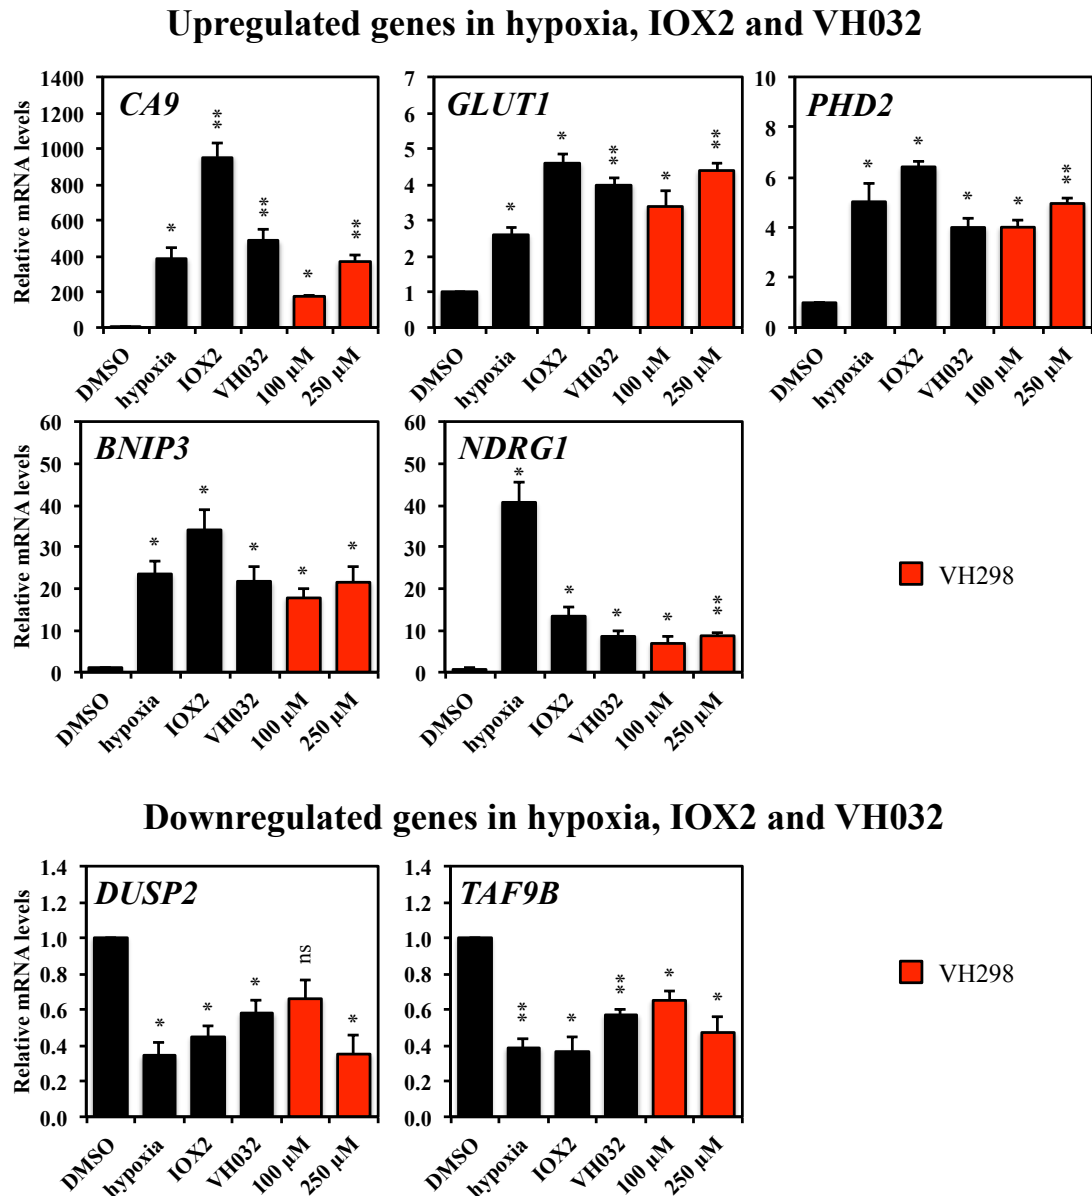 Upregulated genes in hypoxia, IOX2 and VH032
Relative mRNA levels
1400
1200
1000
800
600
400
200
0
CA9
*
**
**
*
**
DMSO
hypoxia
IOX2
VH032
100 μM
250 μM
7
6
5
4
3
2
1
0
GLUT1
*
*
**
*
**
DMSO
hypoxia
IOX2
VH032
100 μM
250 μM
10
8
6
4
2
0
PHD2
*
*
*
*
**
DMSO
hypoxia
IOX2
VH032
100 μM
250 μM
Relative mRNA levels
60
50
40
30
20
10
0
BNIP3
*
*
*
*
*
DMSO
hypoxia
IOX2
VH032
100 μM
250 μM
60
50
40
30
20
10
0
NDRG1
*
*
*
*
**
DMSO
hypoxia
IOX2
VH032
100 μM
250 μM
VH298
Downregulated genes in hypoxia, IOX2 and VH032
Relative mRNA levels
1.4
1.2
1.0
0.8
0.6
0.4
0.2
0.0
DUSP2
*
*
*
ns
*
DMSO
hypoxia
IOX2
VH032
100 μM
250 μM
1.4
1.2
1.0
0.8
0.6
0.4
0.2
0.0
TAF9B
**
*
**
*
*
DMSO
hypoxia
IOX2
VH032
100 μM
250 μM
VH298